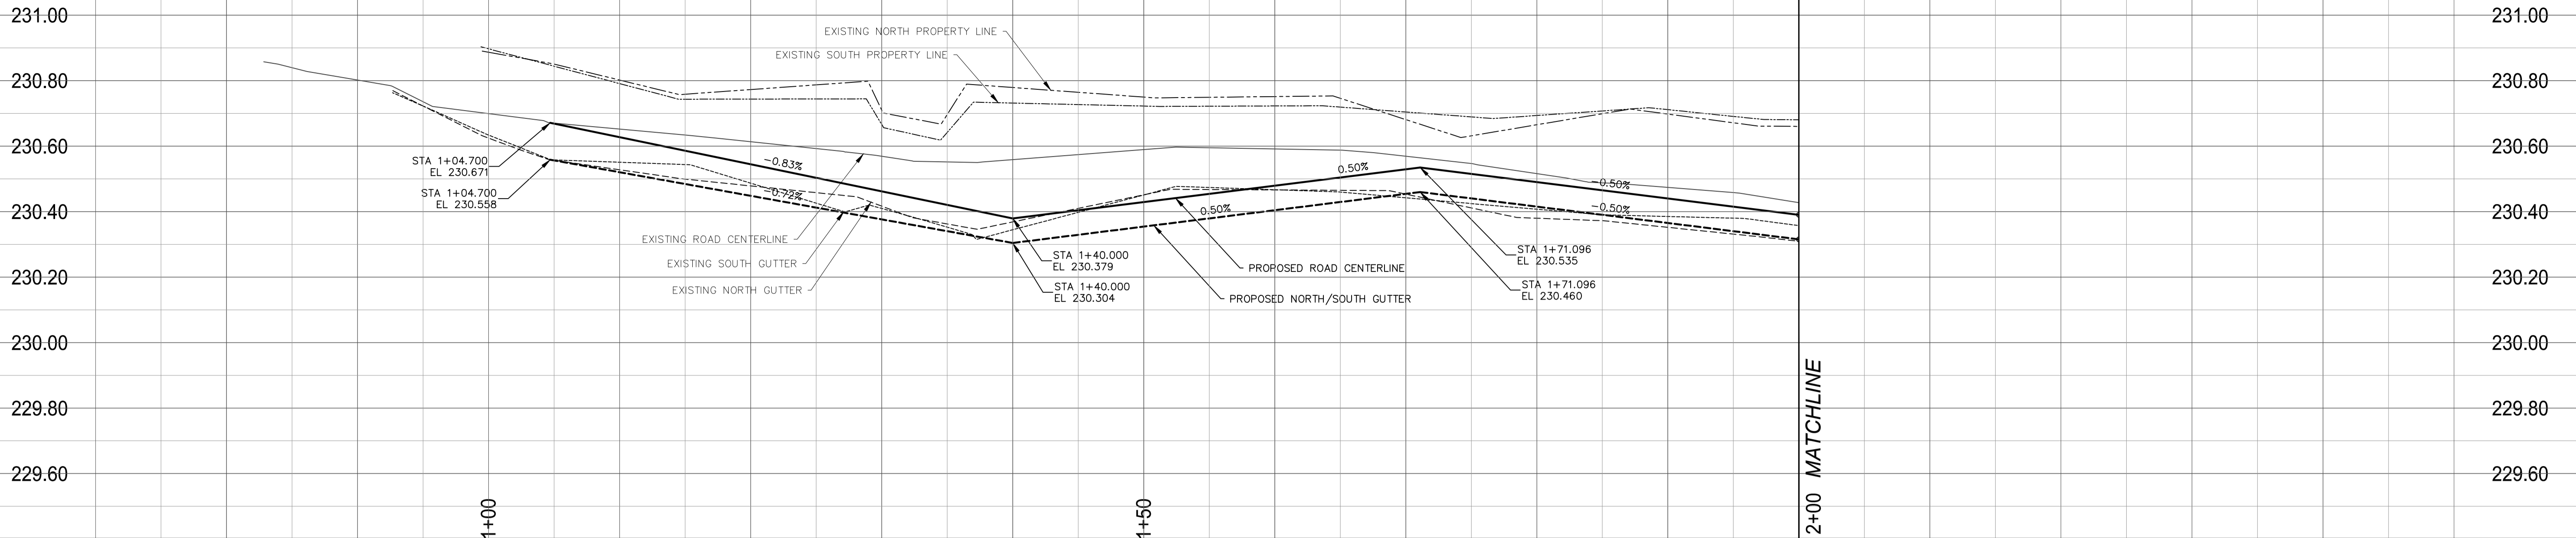 231.00
231.00
EXISTING NORTH PROPERTY LINE
EXISTING SOUTH PROPERTY LINE
230.80
230.80
230.60
230.60
STA 1+04.700
EL 230.671
-0.83%
0.50%
-0.50%
STA 1+04.700
EL 230.558
-0.72%
0.50%
-0.50%
230.40
230.40
EXISTING ROAD CENTERLINE
EXISTING SOUTH GUTTER
EXISTING NORTH GUTTER
STA 1+40.000
EL 230.379
STA 1+40.000
EL 230.304
PROPOSED ROAD CENTERLINE
PROPOSED NORTH/SOUTH GUTTER
STA 1+71.096
EL 230.535
STA 1+71.096
EL 230.460
230.20
230.20
230.00
230.00
229.80
229.80
229.60
229.60
1+00
1+50
2+00 MATCHLINE